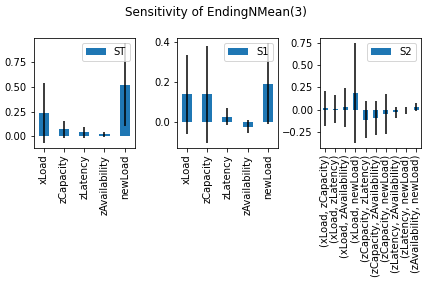 Sensitivity of EndingNMean(3)
ST
0.75
0.50
0.25
0.00
xLoad
zCapacity
zLatency
zAvailability
newLoad
S1
0.4
0.2
0.0
xLoad
zCapacity
zLatency
zAvailability
newLoad
S2
0.75
0.50
0.25
0.00
−0.25
(xLoad, zCapacity)
(xLoad, zLatency)
(xLoad, zAvailability)
(xLoad, newLoad)
(zCapacity, zLatency)
(zCapacity, zAvailability)
(zCapacity, newLoad)
(zLatency, zAvailability)
(zLatency, newLoad)
(zAvailability, newLoad)